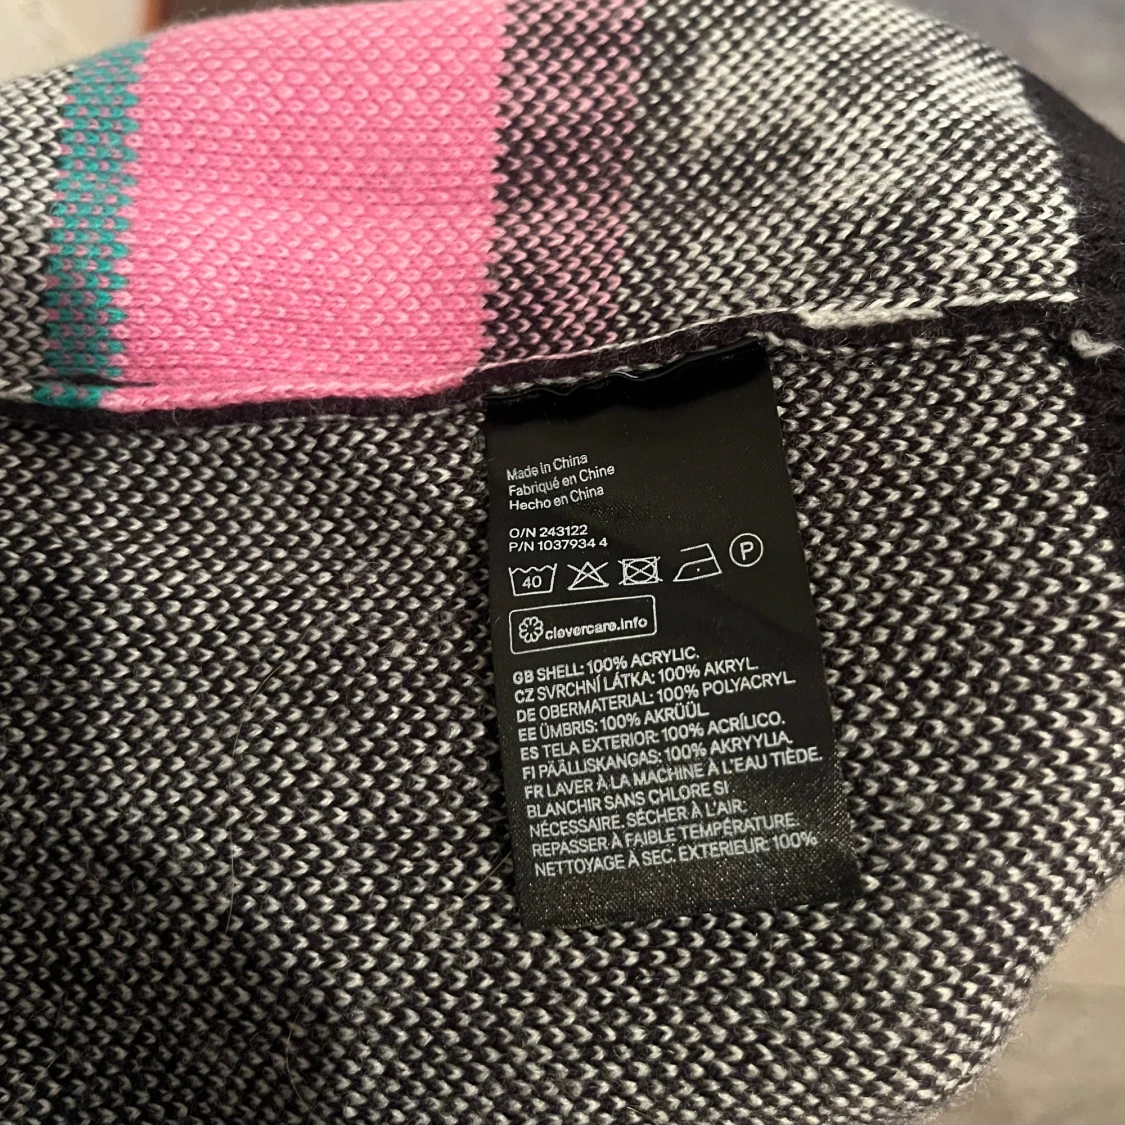 Made in China
Fabriqué en Chine
Hecho en China
O/N 243122
P/N 1037934 4
40 P
clevercare.info
GB SHELL: 100% ACRYLIC.
CZ SVRCHNÍ LÁTKA: 100% AKRYL.
DE OBERMATERIAL: 100% POLYACRYL.
EE ÜMBRIS: 100% AKRÜÜL.
ES TELA EXTERIOR: 100% ACRÍLICO.
FI PÄÄLLISKANGAS: 100% AKRYYLIA.
FR LAVER À LA MACHINE À L'EAU TIÈDE.
BLANCHIR SANS CHLORE SI
NÉCESSAIRE. SÉCHER À L'AIR.
REPASSER À FAIBLE TEMPÉRATURE.
NETTOYAGE À SEC. EXTÉRIEUR: 100%